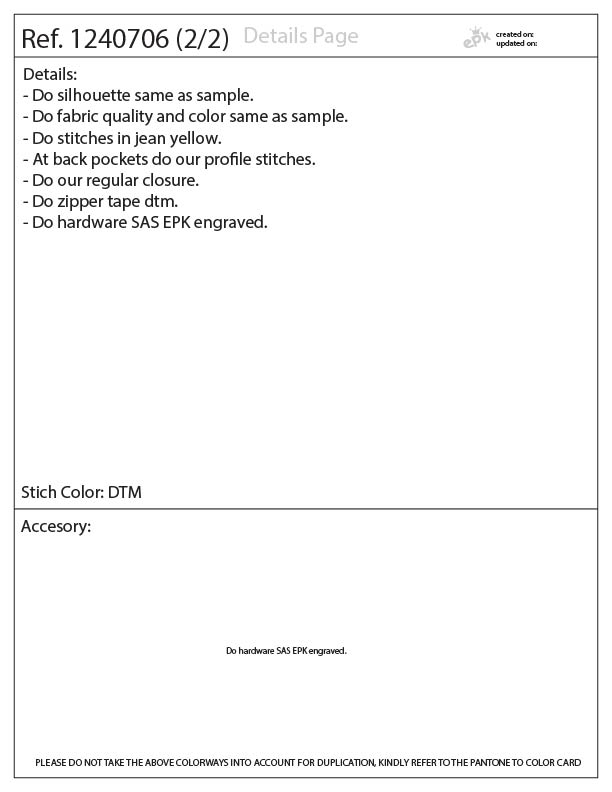 Ref. 1240706 (2/2) Details Page
epk
created on:
updated on:
Details:
- Do silhouette same as sample.
- Do fabric quality and color same as sample.
- Do stitches in jean yellow.
- At back pockets do our profile stitches.
- Do our regular closure.
- Do zipper tape dtm.
- Do hardware SAS EPK engraved.
Stich Color: DTM
Accesory:
Do hardware SAS EPK engraved.
PLEASE DO NOT TAKE THE ABOVE COLORWAYS INTO ACCOUNT FOR DUPLICATION, KINDLY REFER TO THE PANTONE TO COLOR CARD